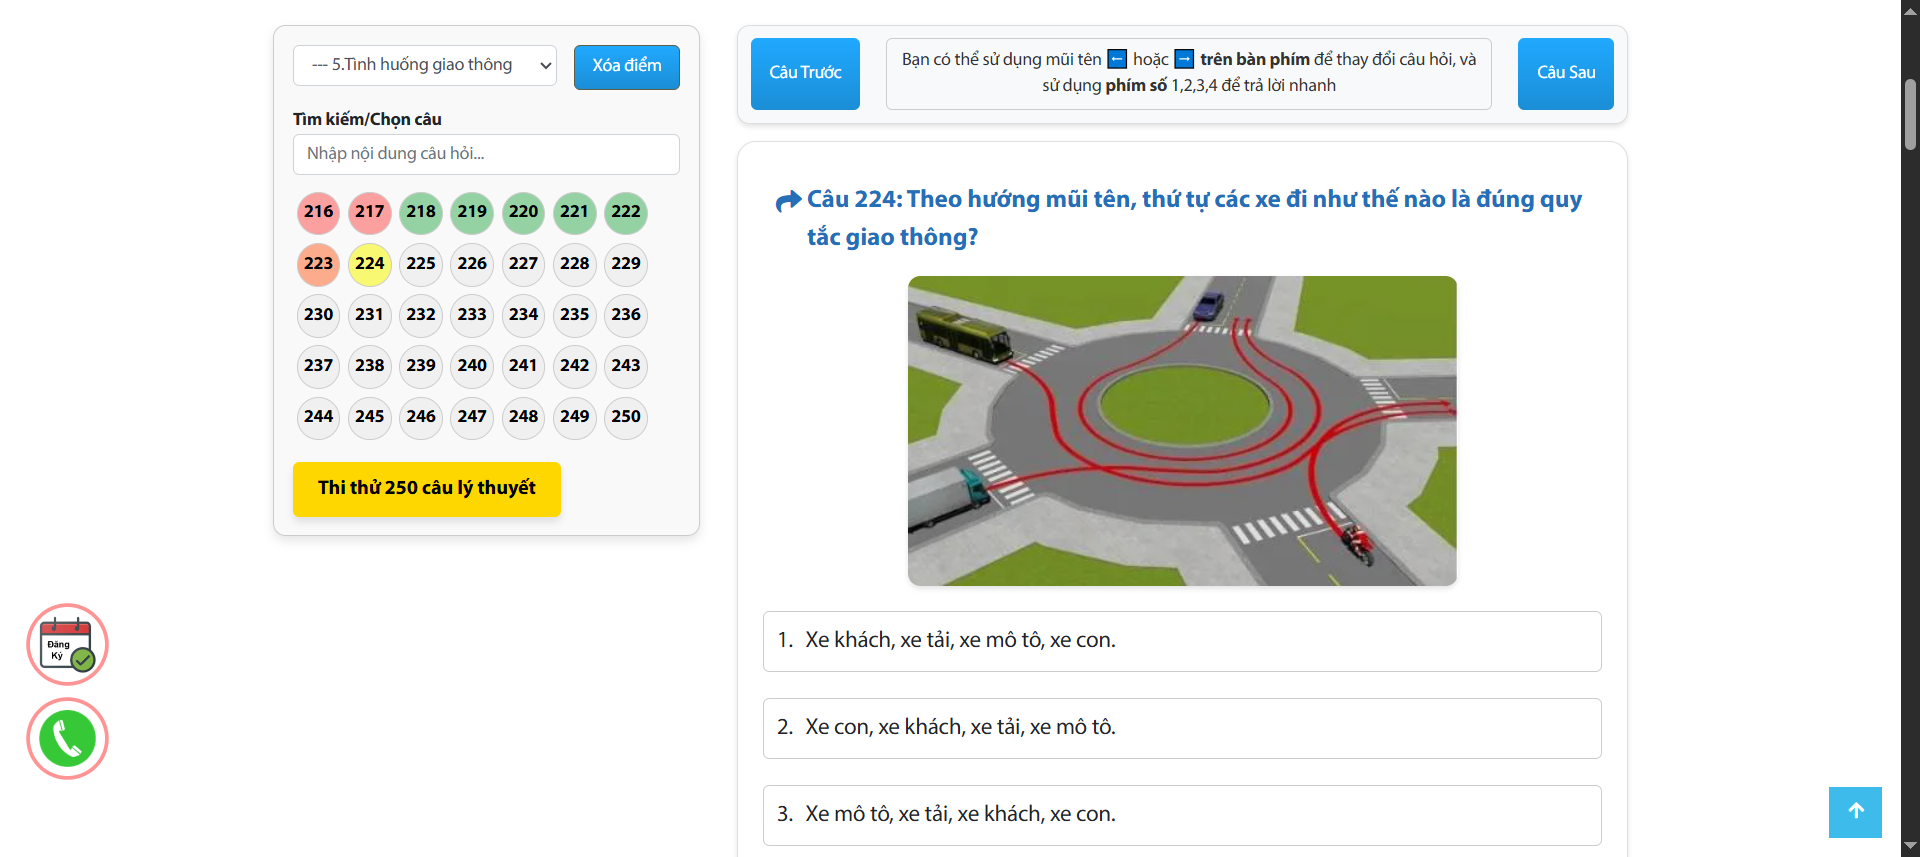 --- 5.Tình huống giao thông
Xóa điểm
Tìm kiếm/Chọn câu
Nhập nội dung câu hỏi...
216 217 218 219 220 221 222
223 224 225 226 227 228 229
230 231 232 233 234 235 236
237 238 239 240 241 242 243
244 245 246 247 248 249 250
Thi thử 250 câu lý thuyết
Đăng
Ký
Câu Trước
Bạn có thể sử dụng mũi tên ← hoặc → trên bàn phím để thay đổi câu hỏi, và
sử dụng phím số 1,2,3,4 để trả lời nhanh
Câu Sau
Câu 224: Theo hướng mũi tên, thứ tự các xe đi như thế nào là đúng quy
tắc giao thông?
1. Xe khách, xe tải, xe mô tô, xe con.
2. Xe con, xe khách, xe tải, xe mô tô.
3. Xe mô tô, xe tải, xe khách, xe con.